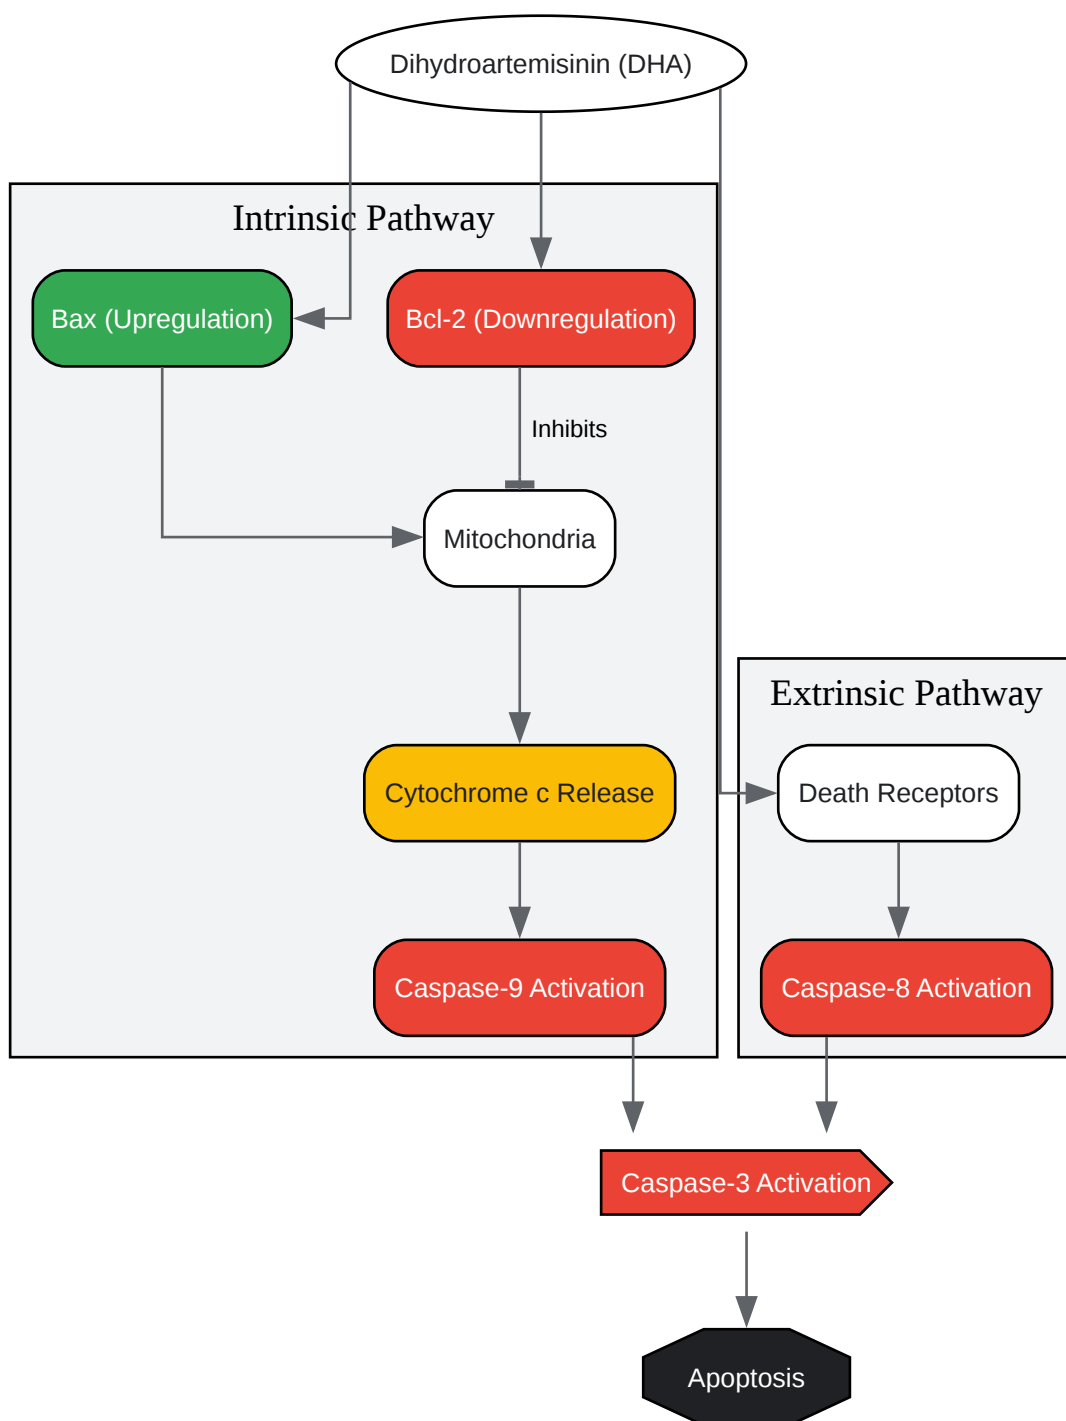 Dihydroartemisinin (DHA)
Intrinsic Pathway
Bax (Upregulation)
Bcl-2 (Downregulation)
Inhibits
Mitochondria
Extrinsic Pathway
Cytochrome c Release
Death Receptors
Caspase-9 Activation
Caspase-8 Activation
Caspase-3 Activation
Apoptosis